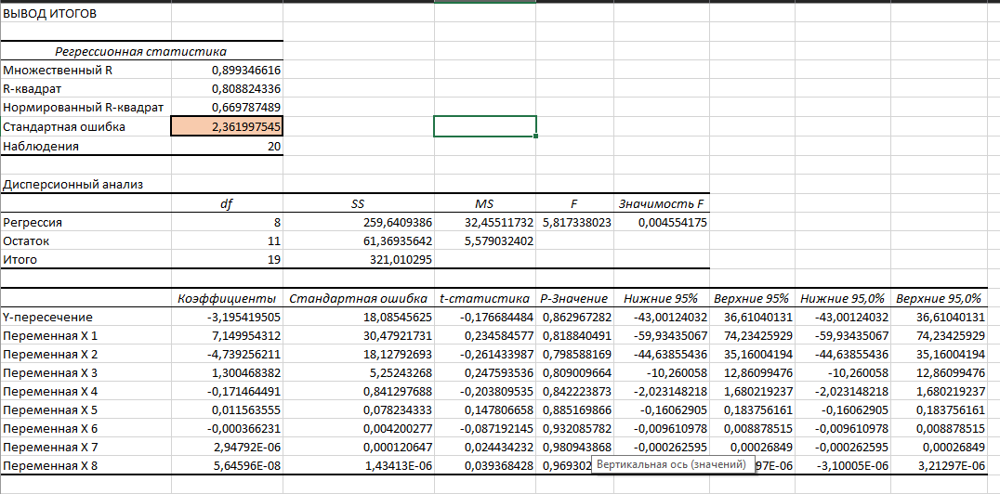 ВЫВОД ИТОГОВ
Регрессионная статистика
Множественный R 0,899346616
R-квадрат 0,808824336
Нормированный R-квадрат 0,669787489
Стандартная ошибка 2,361997545
Наблюдения 20
Дисперсионный анализ
df SS MS F Значимость F
Регрессия 8 259,6409386 32,45511732 5,817338023 0,004554175
Остаток 11 61,36935642 5,579032402
Итого 19 321,010295
Коэффициенты Стандартная ошибка t-статистика P-Значение Нижние 95% Верхние 95% Нижние 95,0% Верхние 95,0%
Y-пересечение -3,195419505 18,08545625 -0,176684484 0,862967282 -43,00124032 36,61040131 -43,00124032 36,61040131
Переменная X 1 7,149954312 30,47921731 0,234584577 0,818840491 -59,93435067 74,23425929 -59,93435067 74,23425929
Переменная X 2 -4,739256211 18,12792693 -0,261433987 0,798588169 -44,63855436 35,16004194 -44,63855436 35,16004194
Переменная X 3 1,300468382 5,25243268 0,247593536 0,809009664 -10,260058 12,86099476 -10,260058 12,86099476
Переменная X 4 -0,171464491 0,841297688 -0,203809535 0,842223873 -2,023148218 1,680219237 -2,023148218 1,680219237
Переменная X 5 0,011563555 0,078234333 0,147806658 0,885169866 -0,16062905 0,183756161 -0,16062905 0,183756161
Переменная X 6 -0,000366231 0,004200277 -0,087192145 0,932085782 -0,009610978 0,008878515 -0,009610978 0,008878515
Переменная X 7 2,94792E-06 0,000120647 0,024434232 0,980943868 -0,000262595 0,00026849 -0,000262595 0,00026849
Переменная X 8 5,64596E-08 1,43413E-06 0,039368428 0,969302 Вертикальная ось (значений) 97E-06 -3,10005E-06 3,21297E-06